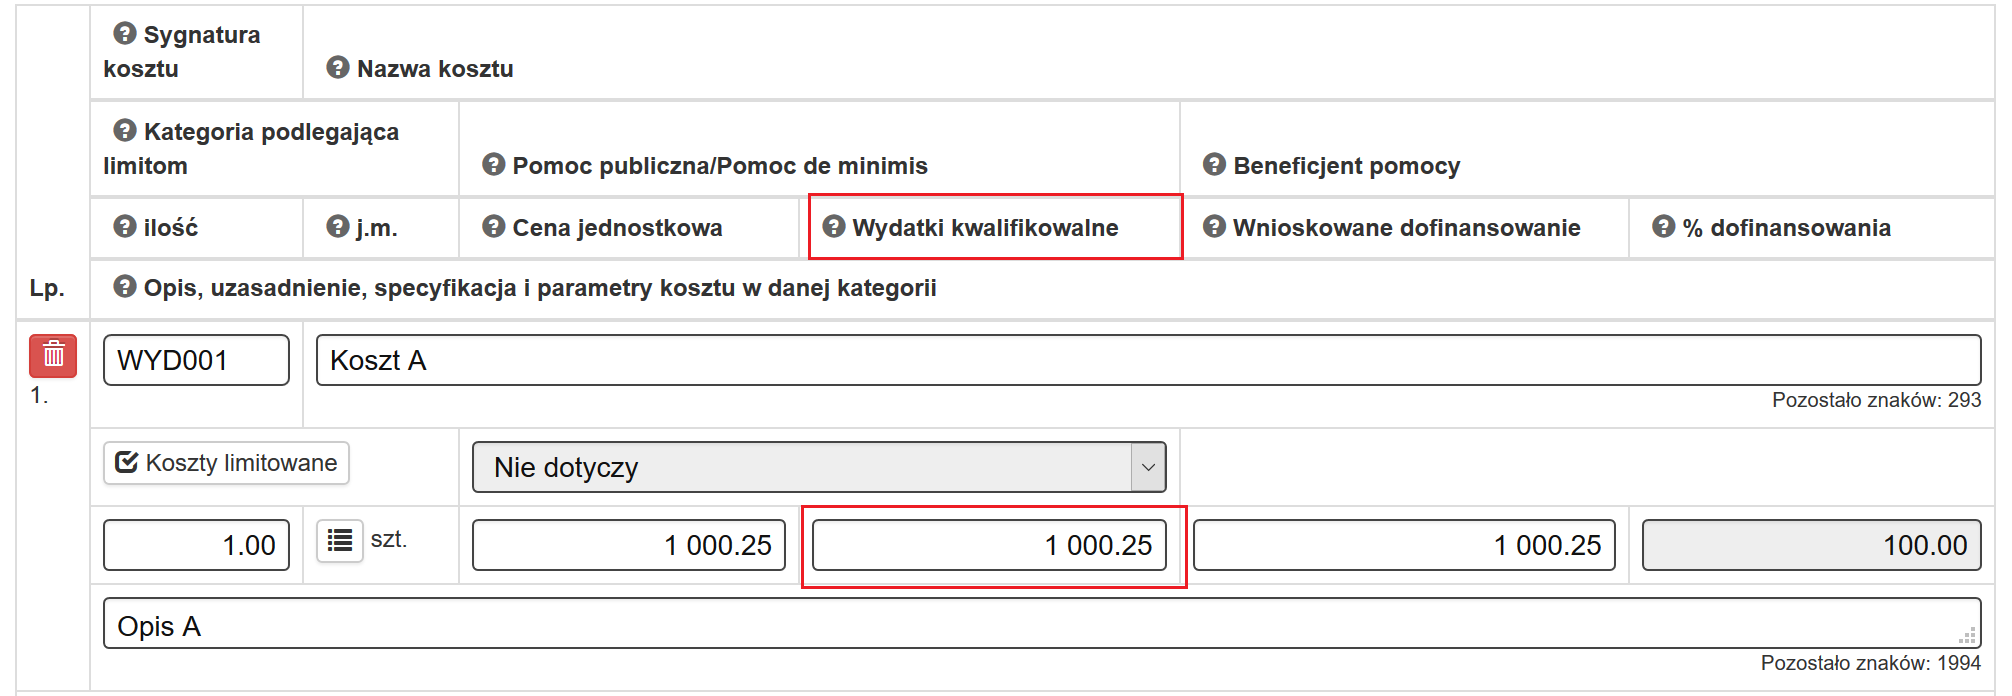 Sygnatura
kosztu
Nazwa kosztu
Kategoria podlegająca
limitom
Pomoc publiczna/Pomoc de minimis
Beneficjent pomocy
ilość
j.m.
Cena jednostkowa
Wydatki kwalifikowalne
Wnioskowane dofinansowanie
% dofinansowania
Lp.
Opis, uzasadnienie, specyfikacja i parametry kosztu w danej kategorii
1.
WYD001
Koszt A
Pozostało znaków: 293
Koszty limitowane
Nie dotyczy
1.00
szt.
1 000.25
1 000.25
1 000.25
100.00
Opis A
Pozostało znaków: 1994